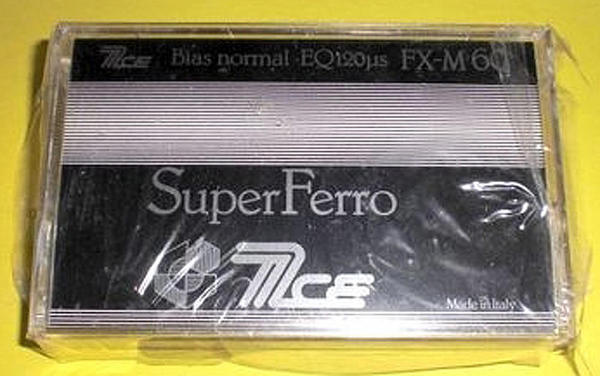 Bias normal · EQ120µs FX-M 60
SuperFerro
Made in Italy